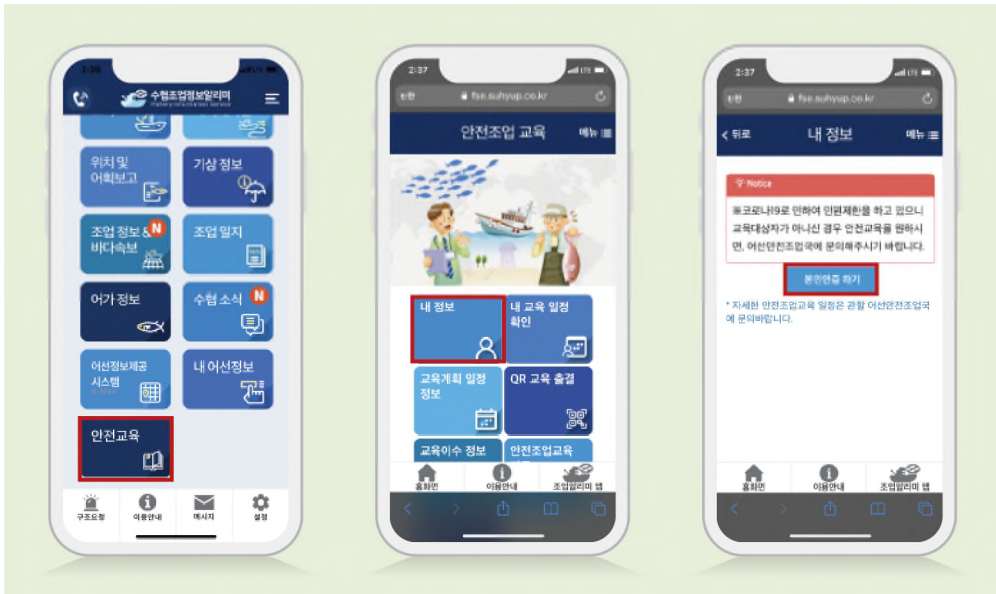 2:36
수협조업정보알리미
Fishery Information Service
위치 및
어획보고
기상 정보
조업 정보 &
바다속보
N
조업 일지
어가 정보
수협 소식
N
어선정보제공
시스템
내 어선정보
안전교육
구조요청
이용안내
메시지
설정
2:37
LTE
fse.suhyup.co.kr
안전조업 교육
메뉴
내 정보
내 교육 일정
확인
교육계획 일정
정보
QR 교육 출결
교육이수 정보
안전조업교육
홈화면
이용안내
조업알리미 앱
2:37
LTE
fse.suhyup.co.kr
뒤로
내 정보
메뉴
Notice
※코로나19로 인하여 인원제한을 하고 있으니
교육대상자가 아니신 경우 안전교육을 원하시
면, 어선안전조업국에 문의해주시기 바랍니다.
본인인증 하기
* 자세한 안전조업교육 일정은 관할 어선안전조업국
에 문의바랍니다.
홈화면
이용안내
조업알리미 앱